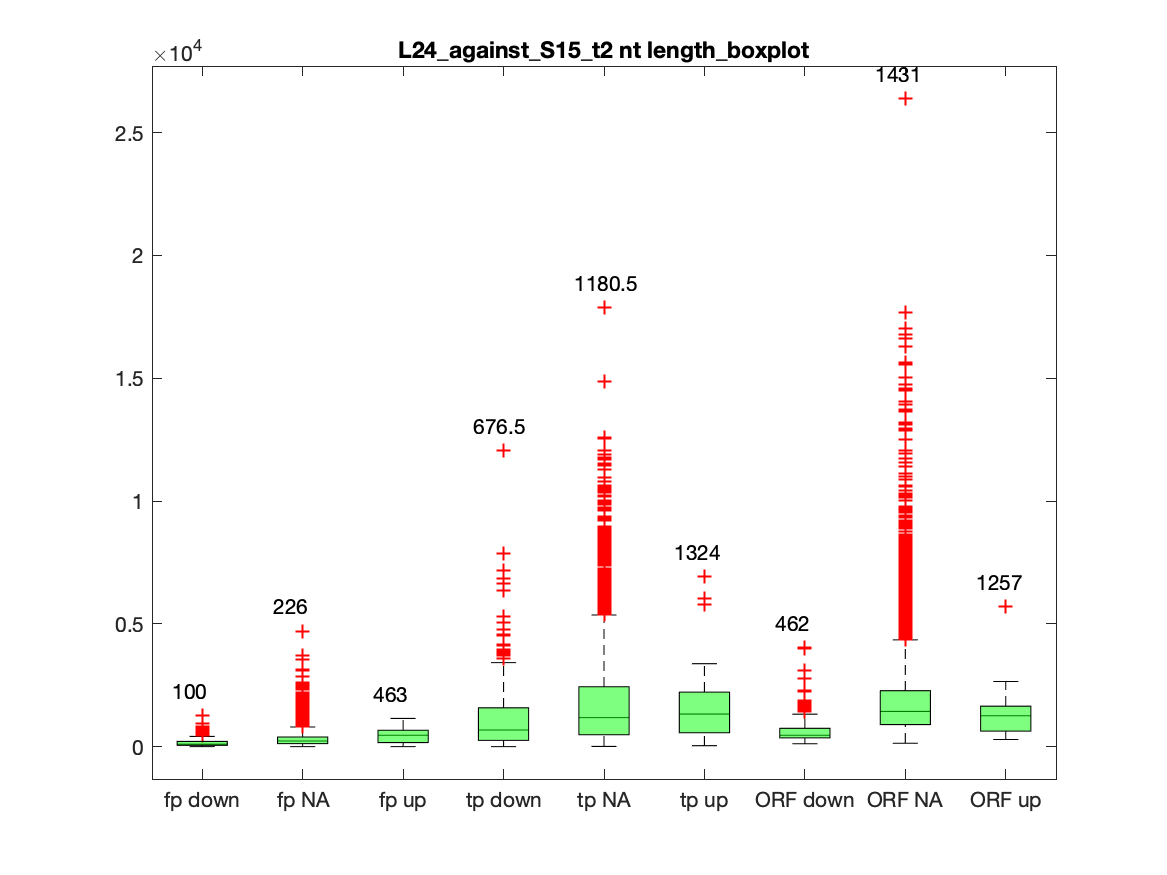 L24_against_S15_t2 nt length_boxplot
×10⁴
2.5
2
1.5
1
0.5
0
100
226
463
676.5
1180.5
1324
462
1431
1257
fp down
fp NA
fp up
tp down
tp NA
tp up
ORF down
ORF NA
ORF up